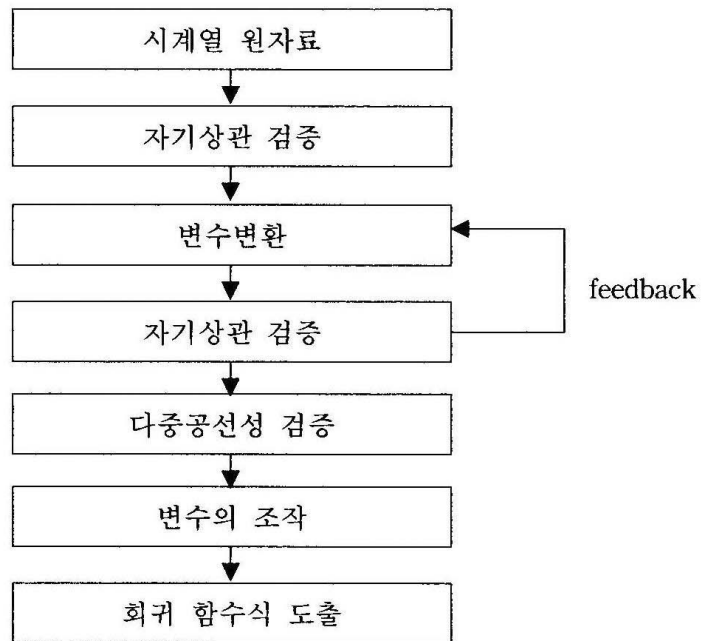 시계열 원자료
자기상관 검증
변수변환
feedback
자기상관 검증
다중공선성 검증
변수의 조작
회귀 함수식 도출